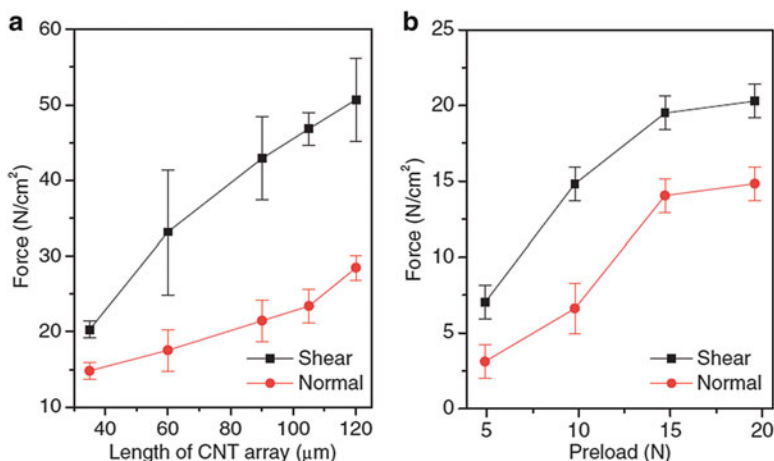 a
60
50
40
30
20
10
Force (N/cm²)
40 60 80 100 120
Length of CNT array (μm)
Shear
Normal
b
25
20
15
10
5
0
Force (N/cm²)
5 10 15 20
Preload (N)
Shear
Normal